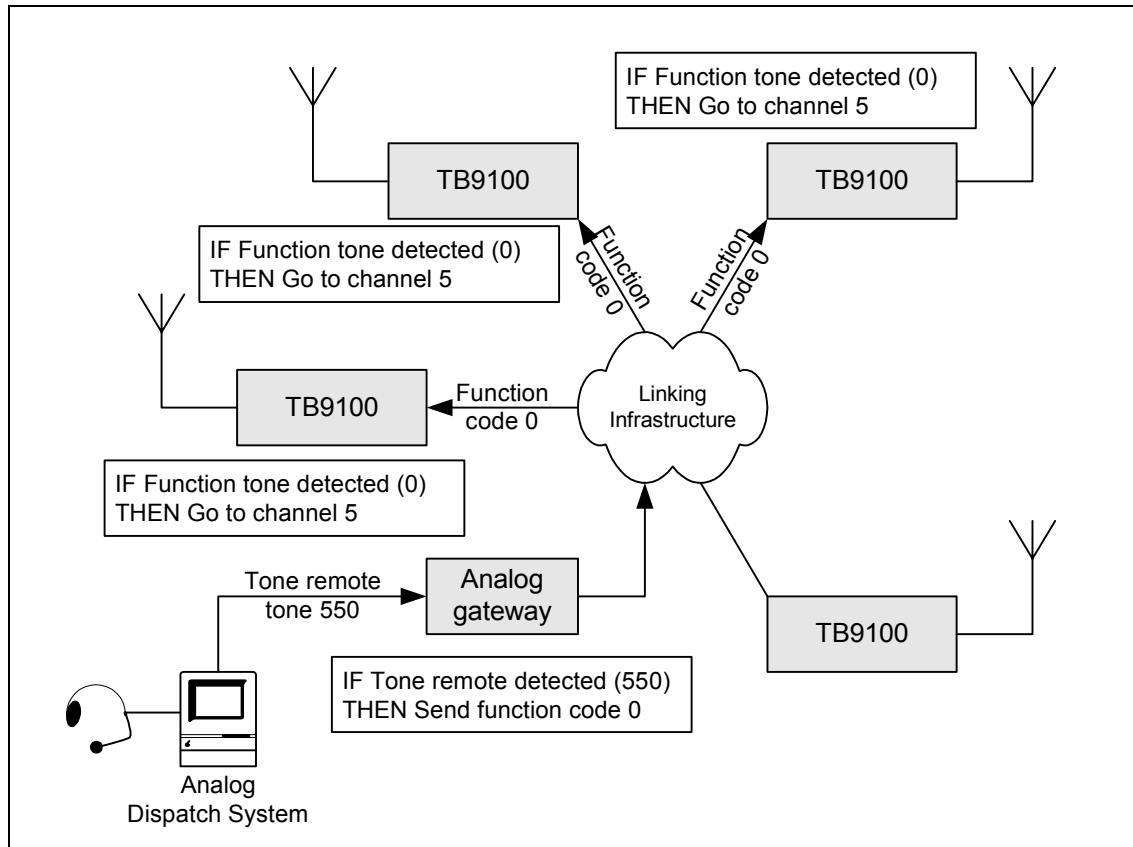 IF Function tone detected (0)
THEN Go to channel 5
TB9100
TB9100
Function
code 0
Function
code 0
IF Function tone detected (0)
THEN Go to channel 5
TB9100
Function
code 0
Linking
Infrastructure
IF Function tone detected (0)
THEN Go to channel 5
Tone remote
tone 550
Analog
gateway
TB9100
IF Tone remote detected (550)
THEN Send function code 0
Analog
Dispatch System